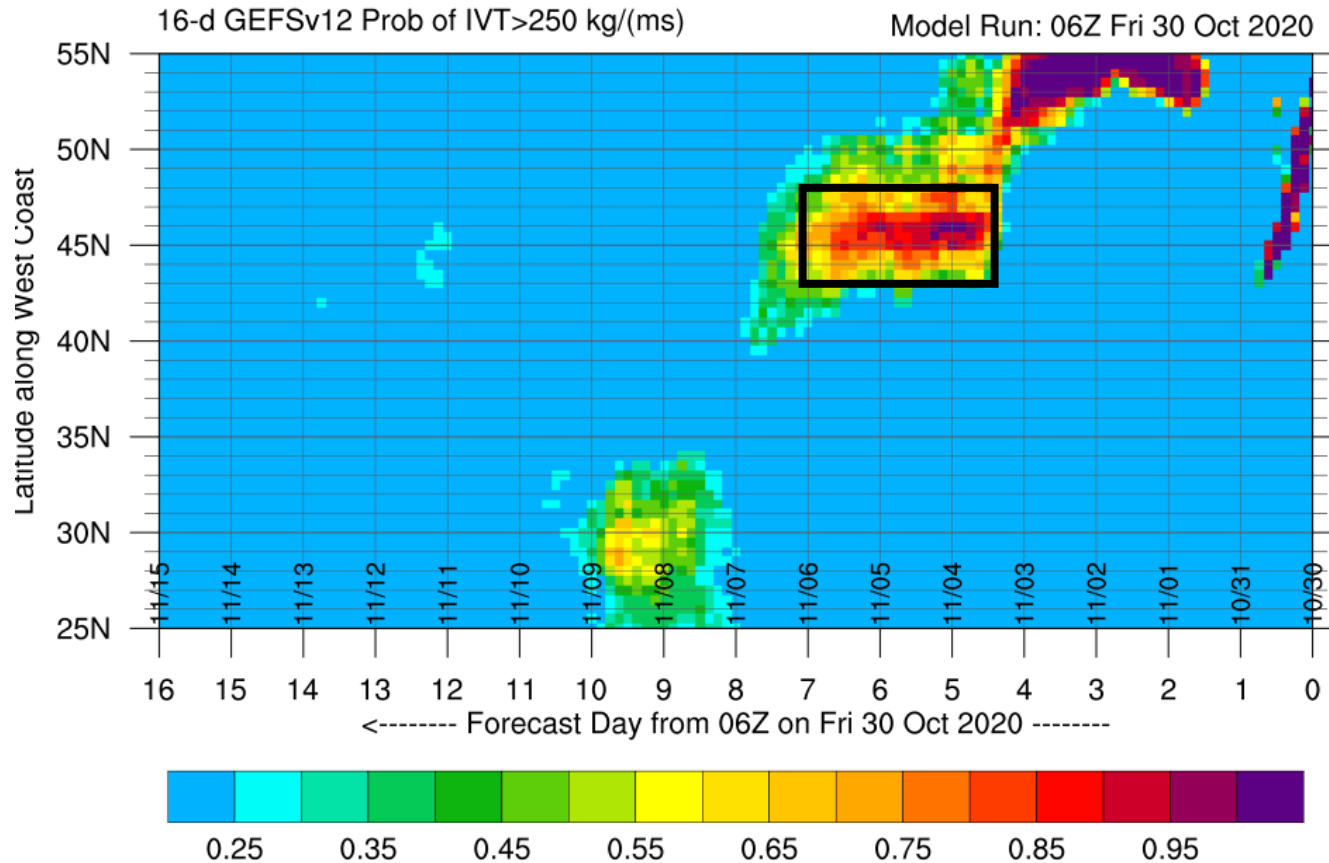 16-d GEFSv12 Prob of IVT>250 kg/(ms)
Model Run: 06Z Fri 30 Oct 2020
Latitude along West Coast
55N
50N
45N
40N
35N
30N
25N
11/15 11/14 11/13 11/12 11/11 11/10 11/09 11/08 11/07 11/06 11/05 11/04 11/03 11/02 11/01 10/31 10/30
16 15 14 13 12 11 10 9 8 7 6 5 4 3 2 1 0
<-------- Forecast Day from 06Z on Fri 30 Oct 2020 --------
0.25 0.35 0.45 0.55 0.65 0.75 0.85 0.95